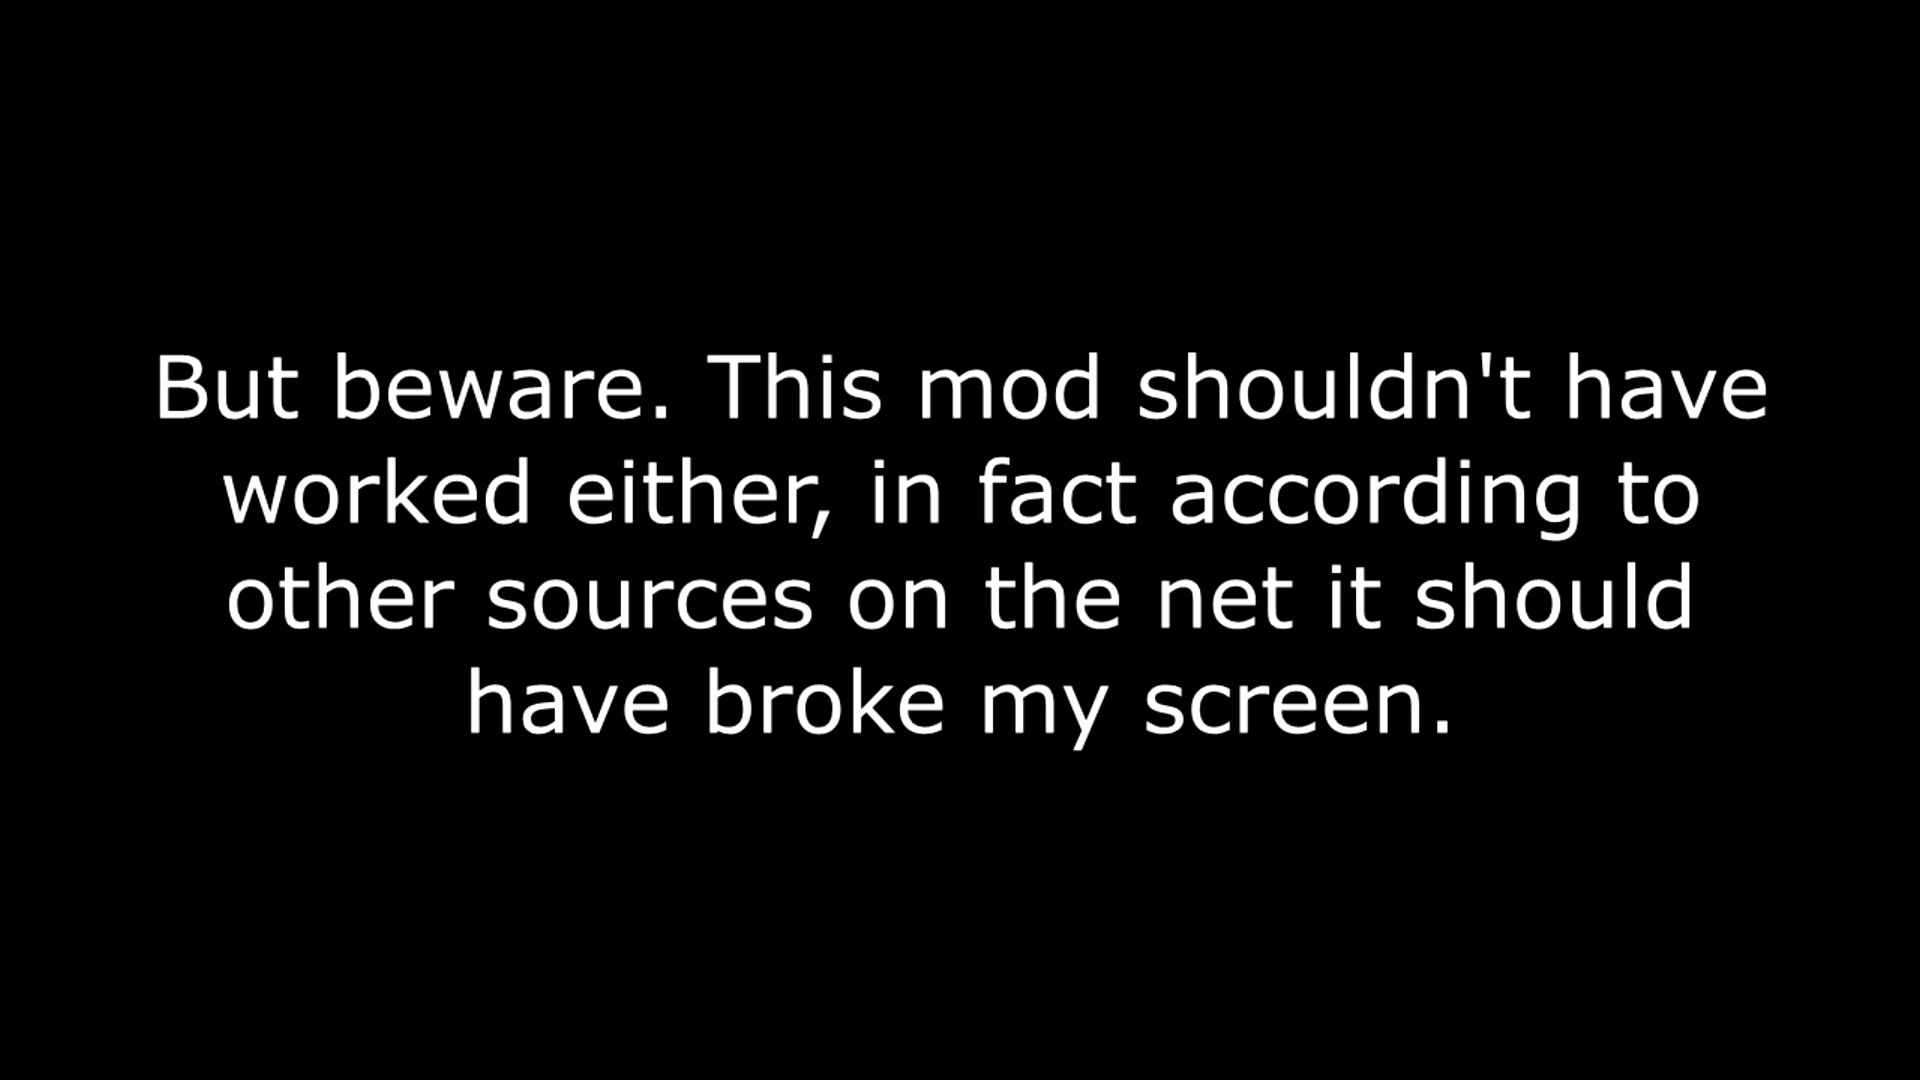 But beware. This mod shouldn't have
worked either, in fact according to
other sources on the net it should
have broke my screen.